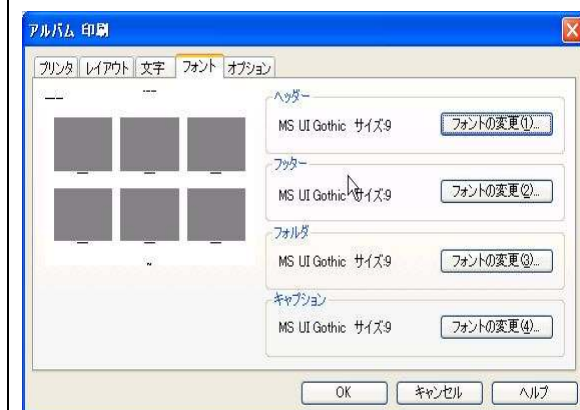 アルバム 印刷
プリンタ レイアウト 文字 フォント オプション
ヘッダー
MS UI Gothic サイズ:9 フォントの変更(1)...
フッター
MS UI Gothic サイズ:9 フォントの変更(2)...
フォルダ
MS UI Gothic サイズ:9 フォントの変更(3)...
キャプション
MS UI Gothic サイズ:9 フォントの変更(4)...
OK キャンセル ヘルプ